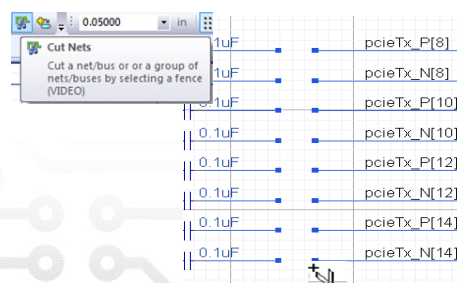 0.05000 in
Cut Nets
Cut a net/bus or or a group of
nets/buses by selecting a fence
(VIDEO)
1uF pcieTx_P[8]
1uF pcieTx_N[8]
0.1uF pcieTx_P[10]
0.1uF pcieTx_N[10]
0.1uF pcieTx_P[12]
0.1uF pcieTx_N[12]
0.1uF pcieTx_P[14]
0.1uF pcieTx_N[14]